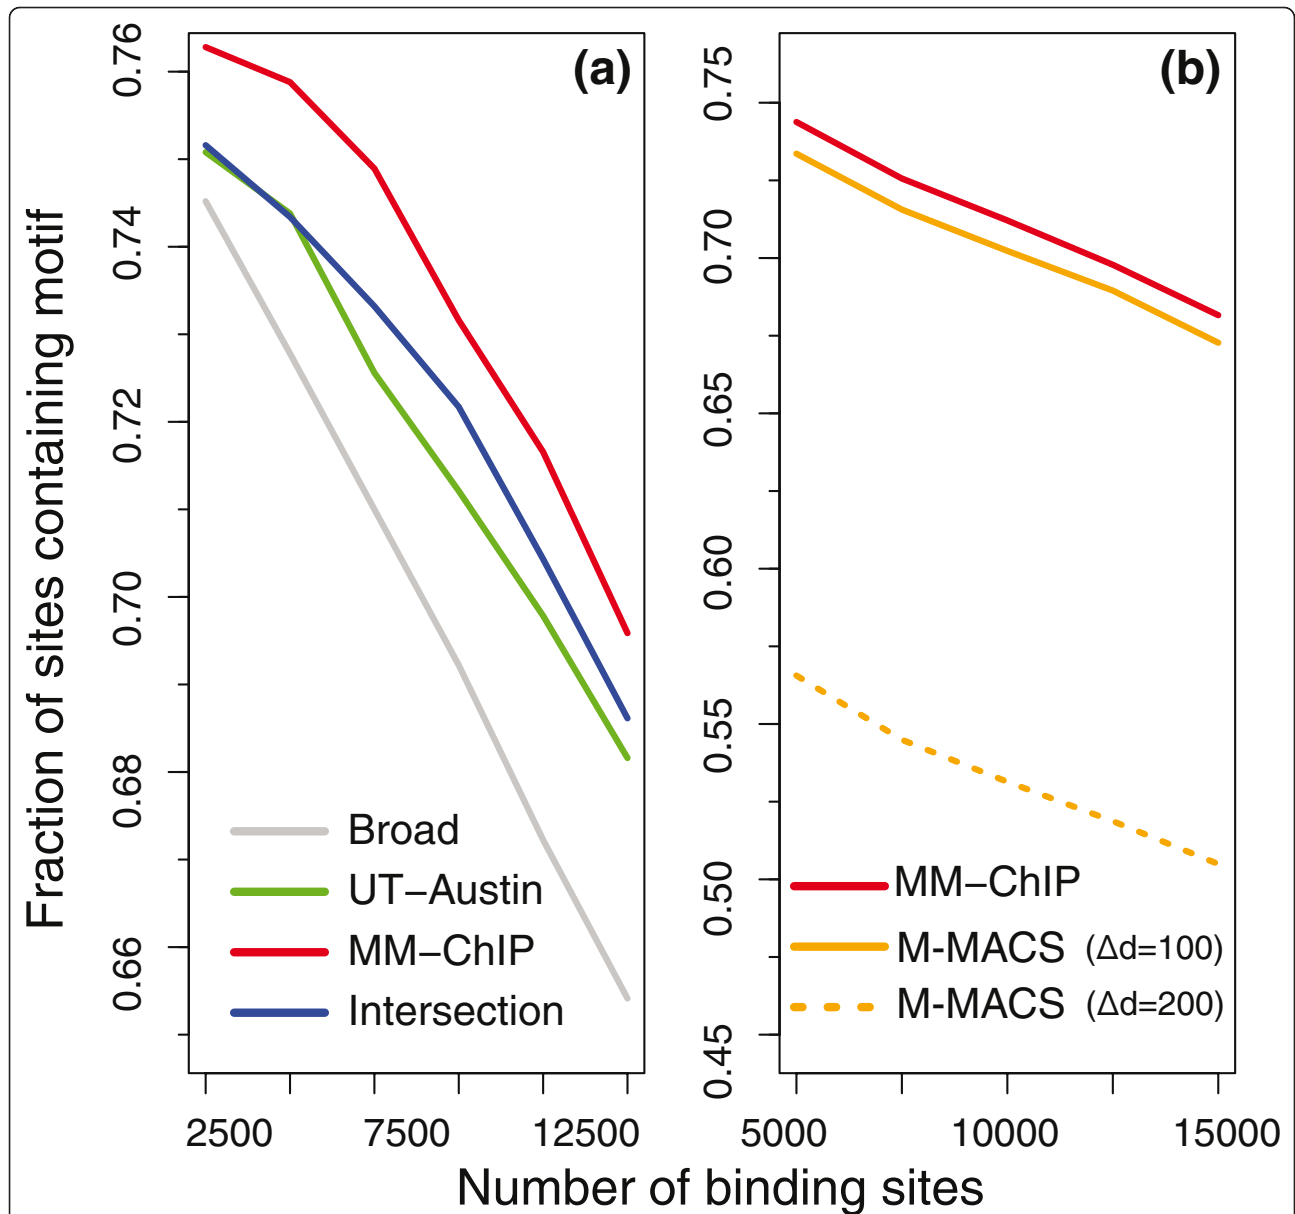 Fraction of sites containing motif
(a)
0.76
0.74
0.72
0.70
0.68
0.66
Broad
UT–Austin
MM–ChIP
Intersection
2500 7500 12500
(b)
0.75
0.70
0.65
0.60
0.55
0.50
0.45
MM–ChIP
M-MACS (Δd=100)
M-MACS (Δd=200)
5000 10000 15000
Number of binding sites